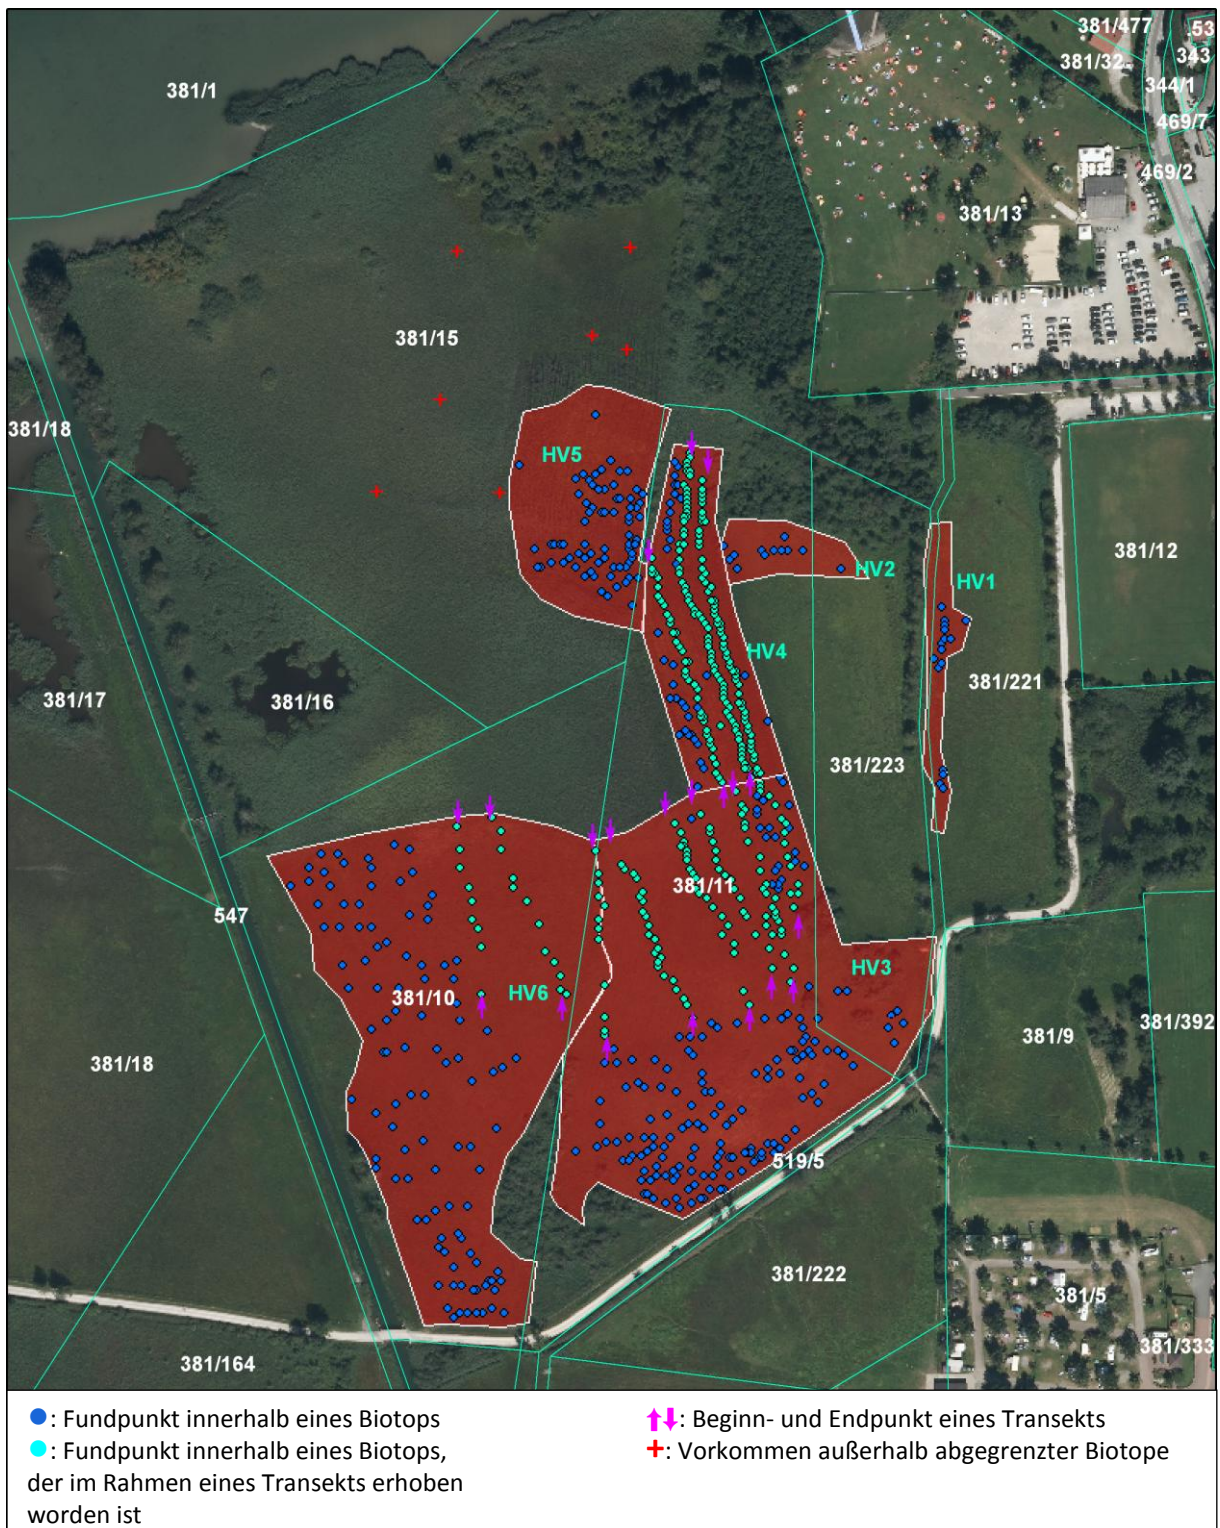 381/477
53
381/32
343
381/1
344/1
469/7
469/2
381/13
381/15
381/18
HV5
381/12
HV2
HV1
HV4
381/17
381/16
381/221
381/223
381/11
547
HV3
381/10
HV6
381/392
381/9
381/18
519/5
381/222
381/5
381/333
381/164
: Fundpunkt innerhalb eines Biotops
: Fundpunkt innerhalb eines Biotops,
der im Rahmen eines Transekts erhoben
worden ist
: Beginn- und Endpunkt eines Transekts
: Vorkommen außerhalb abgegrenzter Biotope